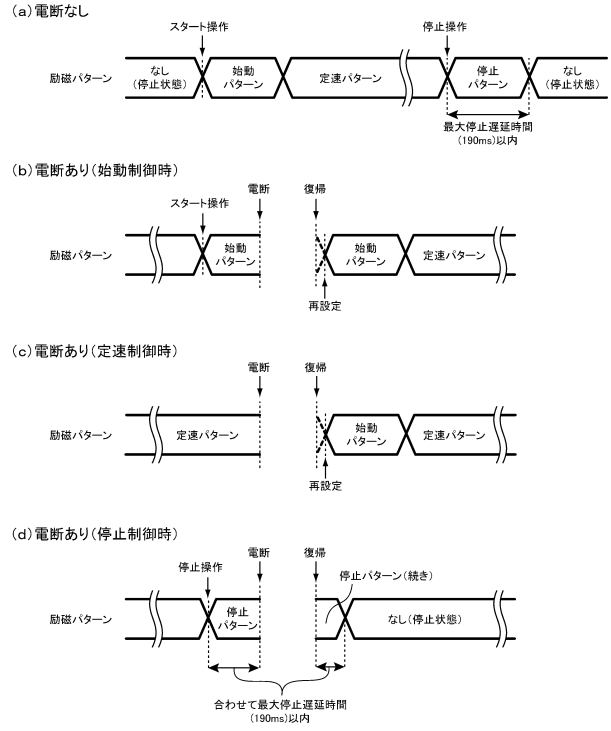 (a)電断なし
スタート操作
停止操作
励磁パターン
なし
(停止状態)
始動
パターン
定速パターン
停止
パターン
なし
(停止状態)
最大停止遅延時間
(190ms)以内
(b)電断あり(始動制御時)
電断
復帰
スタート操作
励磁パターン
始動
パターン
始動
パターン
定速パターン
再設定
(c)電断あり(定速制御時)
電断
復帰
励磁パターン
定速パターン
始動
パターン
定速パターン
再設定
(d)電断あり(停止制御時)
電断
復帰
停止操作
停止パターン(続き)
励磁パターン
停止
パターン
なし(停止状態)
合わせて最大停止遅延時間
(190ms)以内